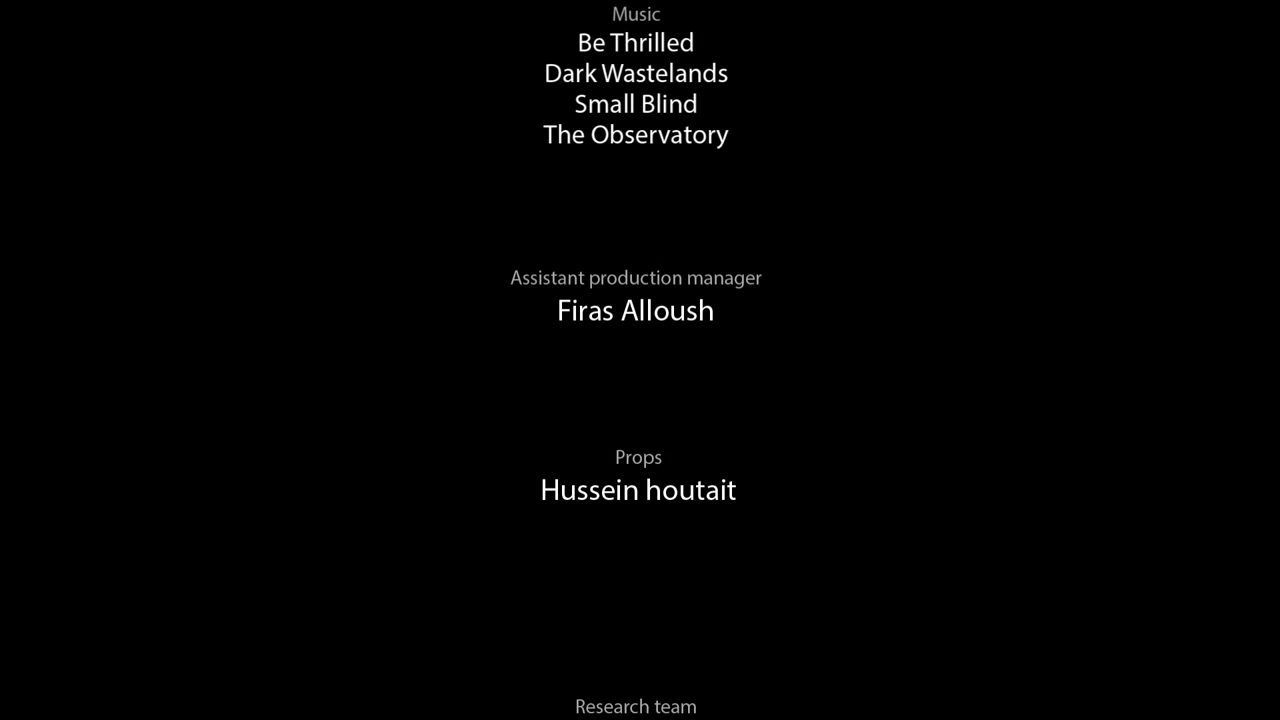 Music
Be Thrilled
Dark Wastelands
Small Blind
The Observatory
Assistant production manager
Firas Alloush
Props
Hussein houtait
Research team